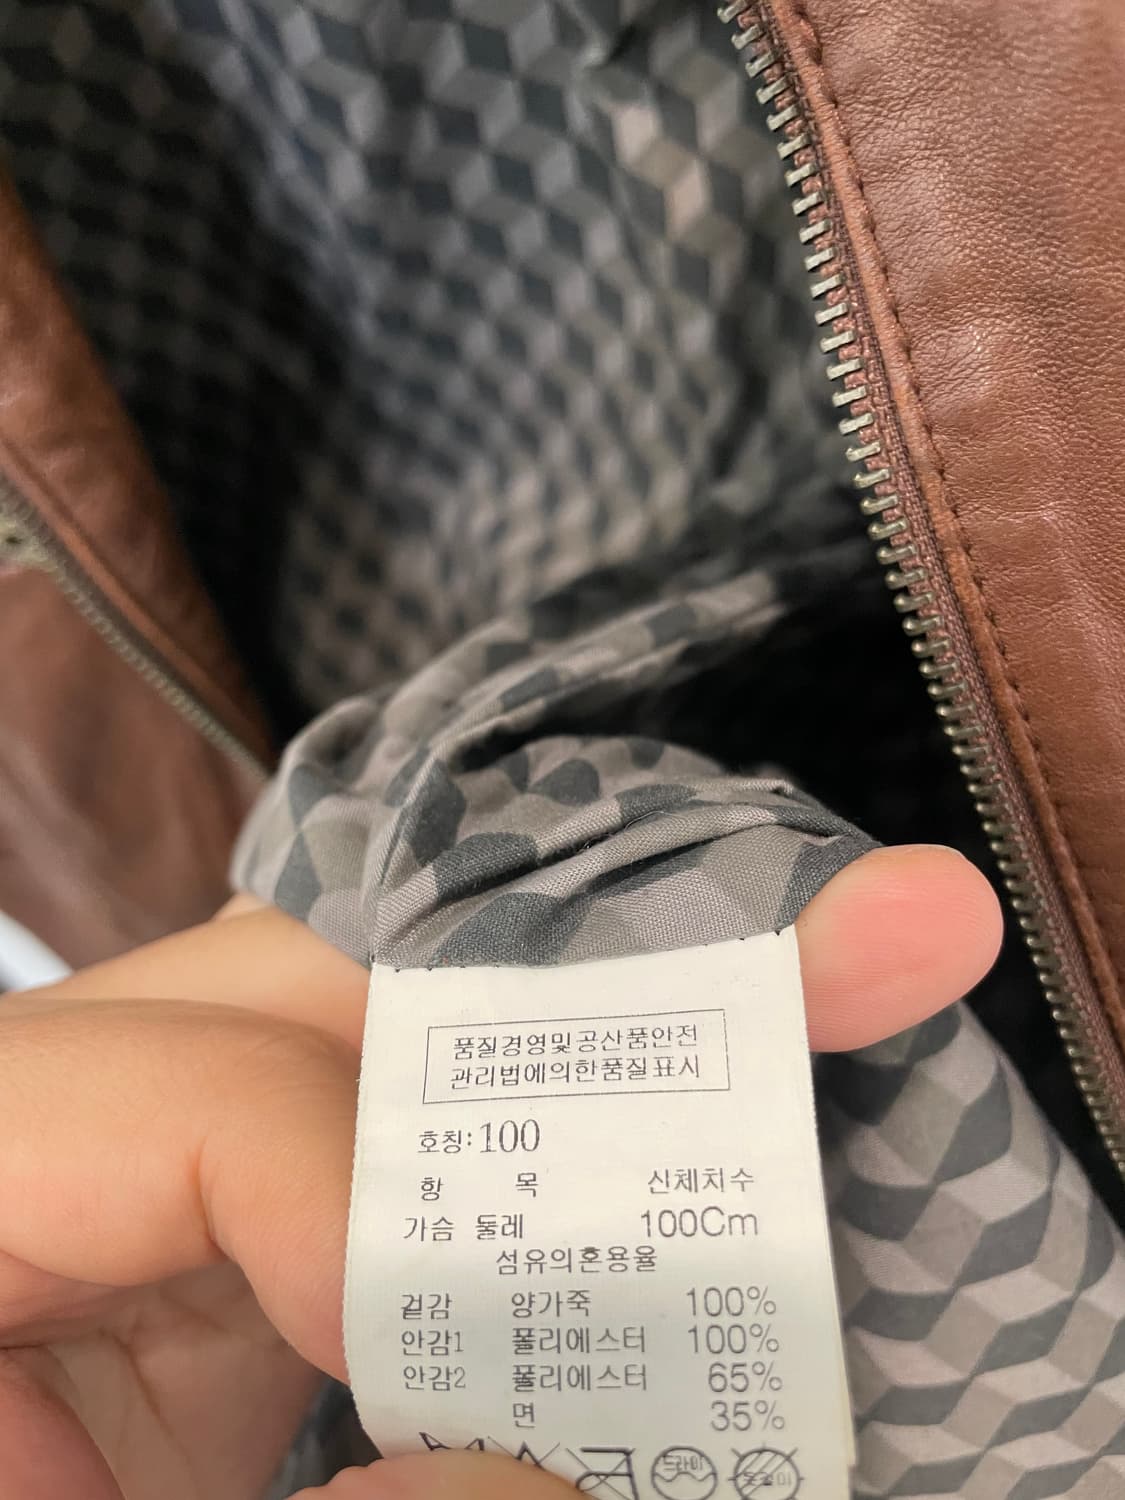 품질경영및공산품안전
관리법에의한품질표시
호칭:100
항 목 신체치수
가슴 둘레 100Cm
섬유의혼용율
겉감 양가죽 100%
안감1 폴리에스터 100%
안감2 폴리에스터 65%
면 35%
드라이